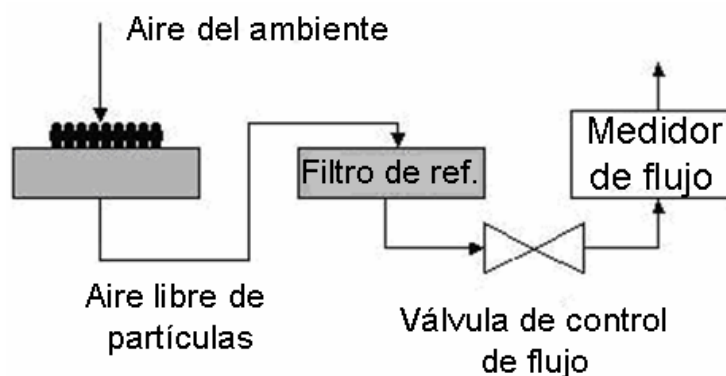 Aire del ambiente
Filtro de ref.
Medidor
de flujo
Aire libre de
partículas
Válvula de control
de flujo